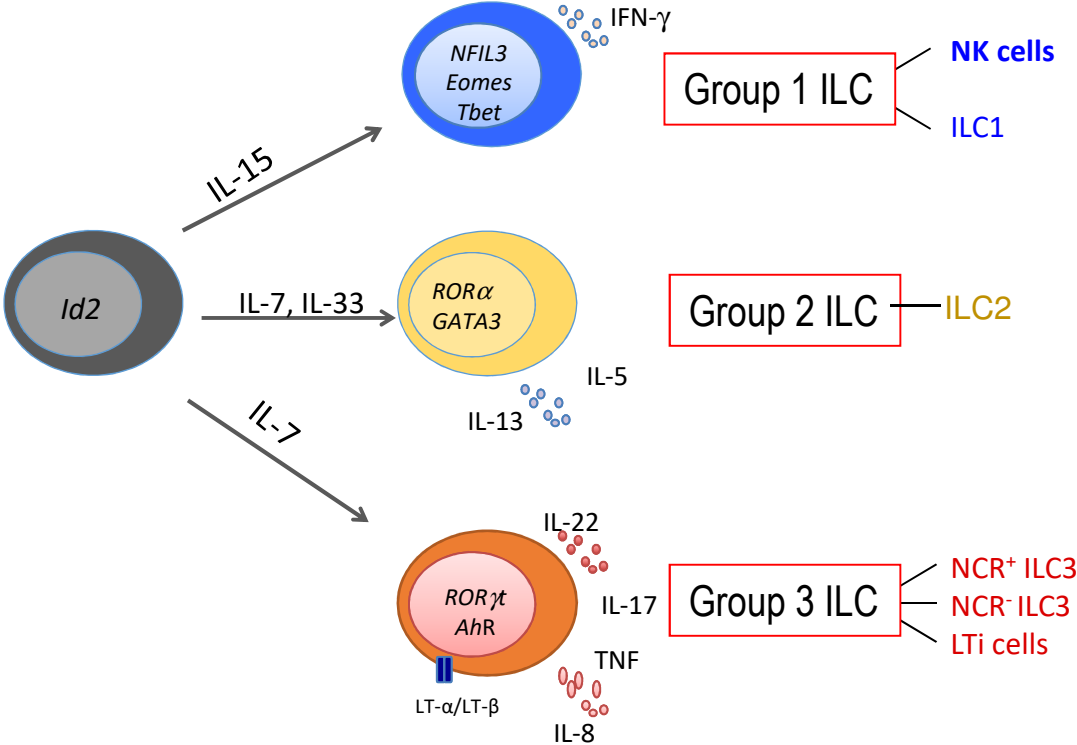 IFN-γ
NFIL3
Eomes
Tbet
Group 1 ILC
NK cells
ILC1
IL-15
Id2
IL-7, IL-33
RORα
GATA3
Group 2 ILC
ILC2
IL-5
IL-13
IL-7
IL-22
RORγt
AhR
IL-17
Group 3 ILC
NCR⁺ ILC3
NCR⁻ ILC3
LTi cells
TNF
LT-α/LT-β
IL-8